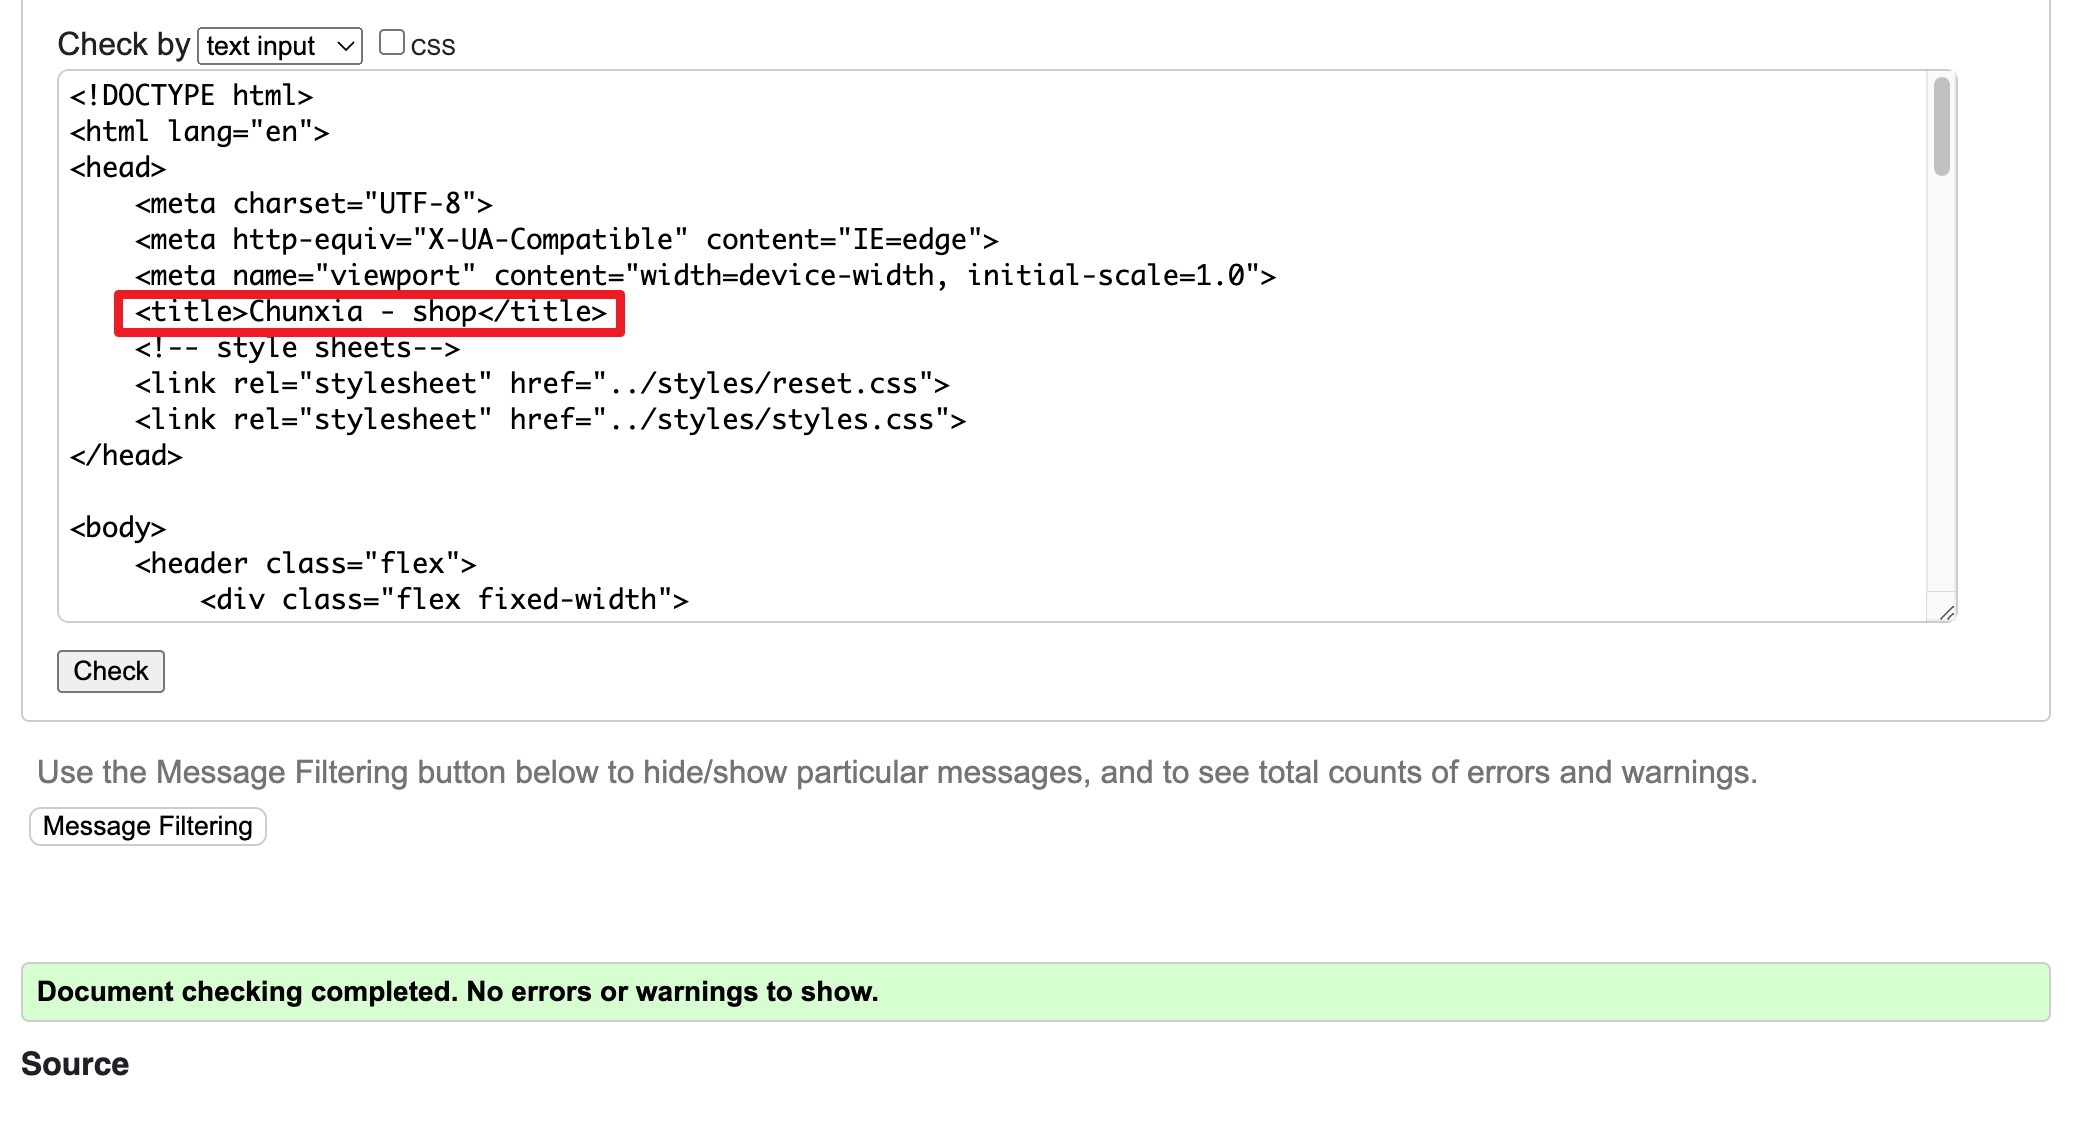 Check by text input CSS
<!DOCTYPE html>
<html lang="en">
<head>
    <meta charset="UTF-8">
    <meta http-equiv="X-UA-Compatible" content="IE=edge">
    <meta name="viewport" content="width=device-width, initial-scale=1.0">
    <title>Chunxia - shop</title>
    <!-- style sheets-->
    <link rel="stylesheet" href="../styles/reset.css">
    <link rel="stylesheet" href="../styles/styles.css">
</head>
<body>
    <header class="flex">
        <div class="flex fixed-width">
Check
Use the Message Filtering button below to hide/show particular messages, and to see total counts of errors and warnings.
Message Filtering
Document checking completed. No errors or warnings to show.
Source